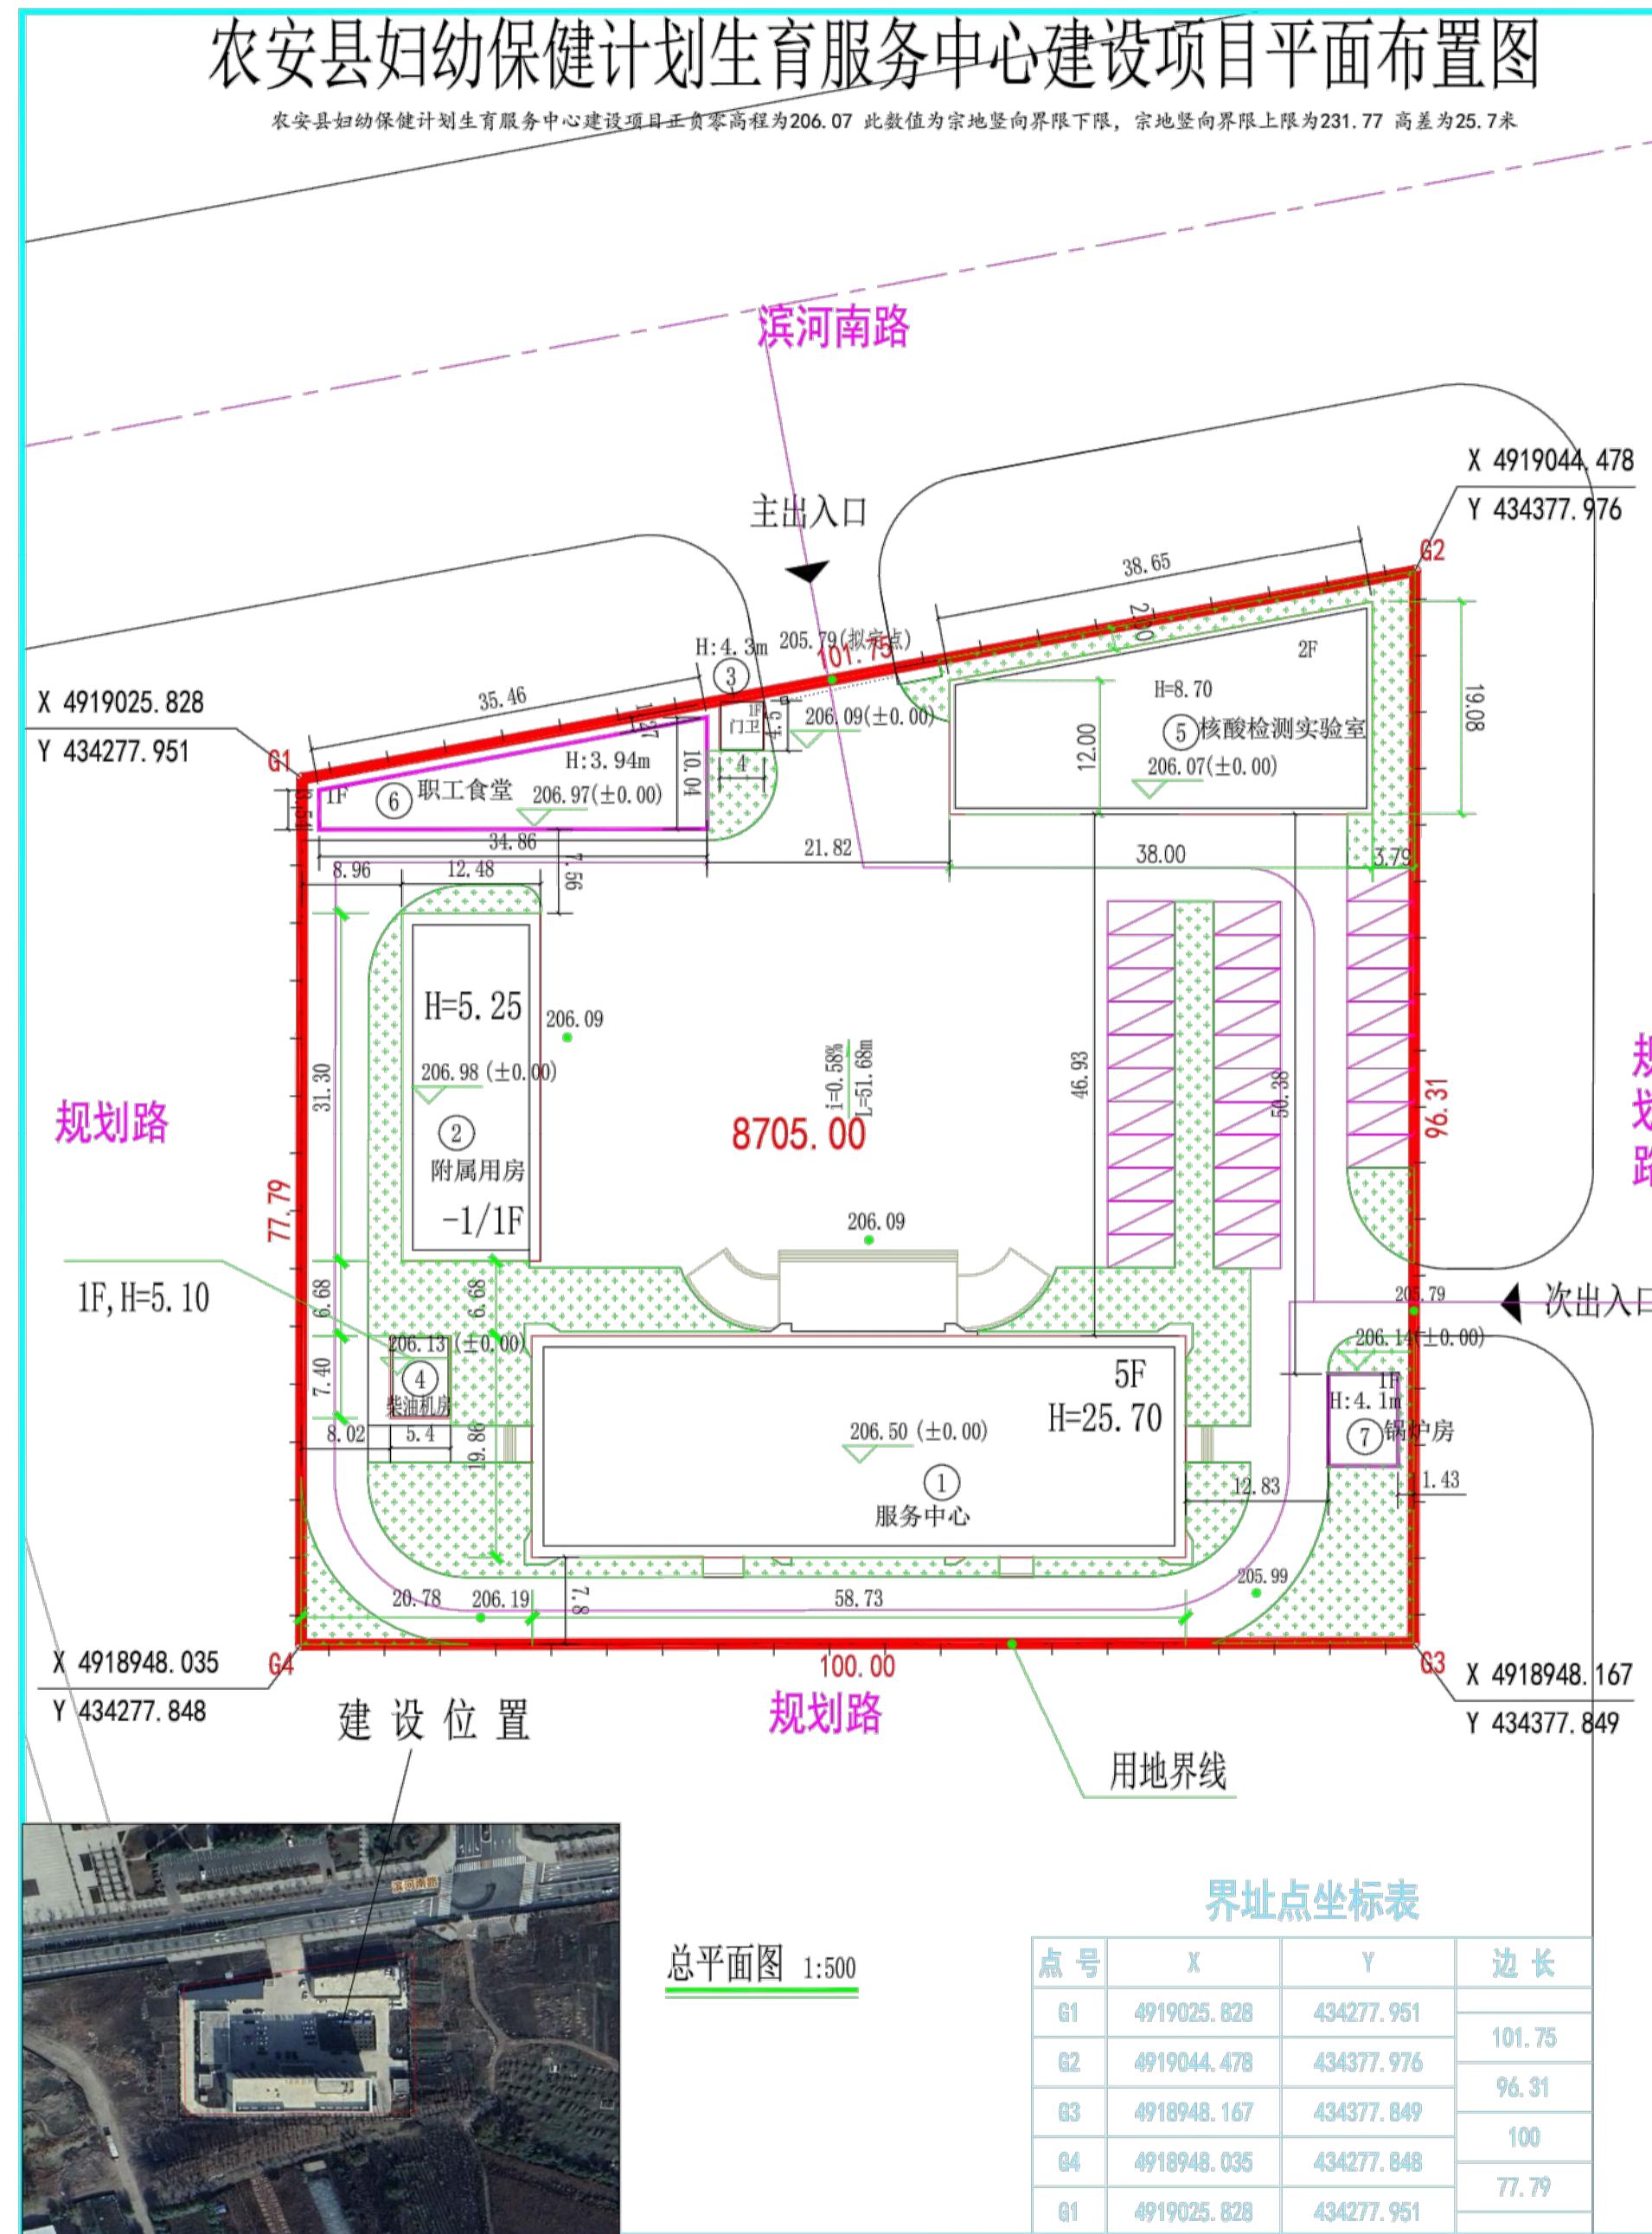 农安县妇幼保健计划生育服务中心建设项目平面布置图
农安县妇幼保健计划生育服务中心建设项目正负零高程为206.07 此数值为宗地竖向界限下限，宗地竖向界限上限为231.77 高差为25.7米
滨河南路
X 4919044.478
Y 434377.976
主出入口
G2
38.65
2.00
205.79(拟定点)
101.75
H:4.3m
3
2F
H=8.70
5 核酸检测实验室
206.07(±0.00)
12.00
19.08
X 4919025.828
Y 434277.951
G1
35.46
1.27
1F
门卫
206.09(±0.00)
4
H:3.94m
10.04
1F
6 职工食堂
206.97(±0.00)
3.51
34.86
21.82
38.00
3.79
8.96
12.48
7.56
H=5.25
206.09
206.98 (±0.00)
31.30
2
附属用房
-1/1F
i=0.58%
L=51.68m
8705.00
46.93
50.38
96.31
规划路
规划路
77.79
206.09
1F,H=5.10
6.68
6.68
205.79
次出入口
206.13 (±0.00)
4
柴油机房
7.40
8.02
5.4
19.86
206.14(±0.00)
1F
H:4.1m
7 锅炉房
1.43
12.83
5F
H=25.70
206.50 (±0.00)
1
服务中心
20.78
206.19
7.8
58.73
205.99
X 4918948.035
Y 434277.848
G4
100.00
规划路
G3
X 4918948.167
Y 434377.849
建设位置
用地界线
滨河南路
总平面图 1:500
界址点坐标表
点号 X Y 边长
G1 4919025.828 434277.951
101.75
G2 4919044.478 434377.976
96.31
G3 4918948.167 434377.849
100
G4 4918948.035 434277.848
77.79
G1 4919025.828 434277.951